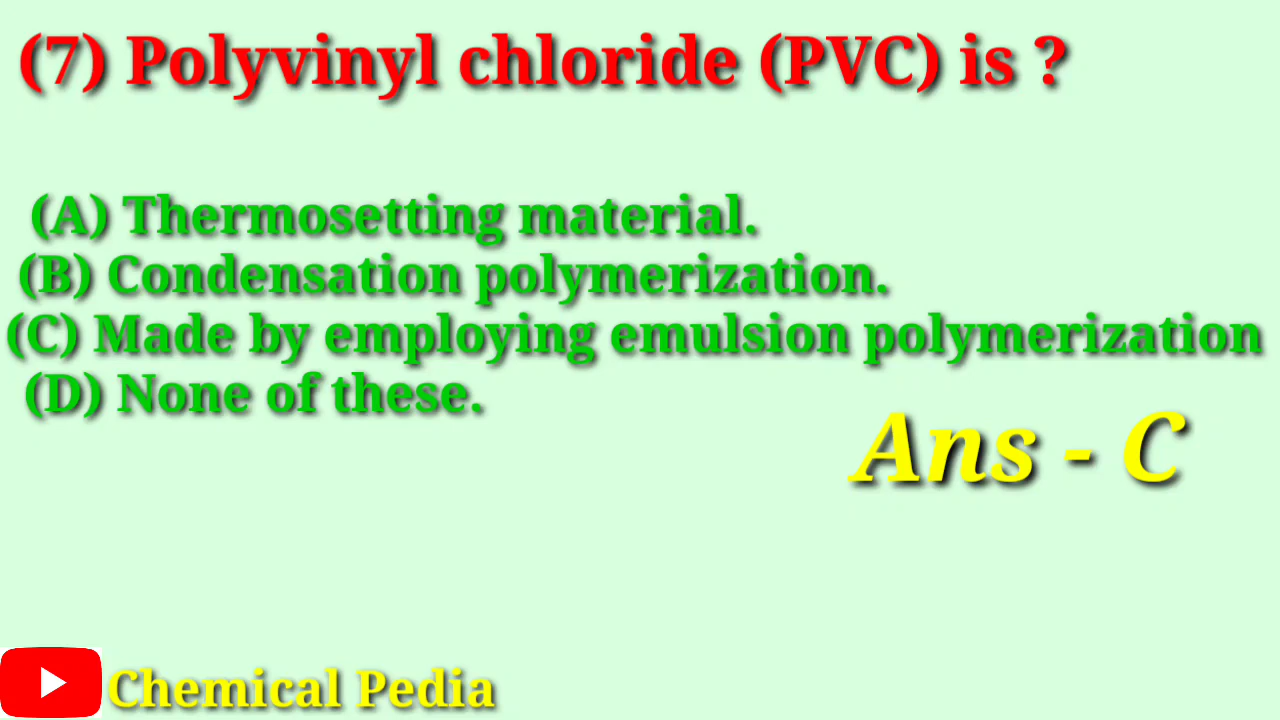 (7) Polyvinyl chloride (PVC) is ?
(A) Thermosetting material.
(B) Condensation polymerization.
(C) Made by employing emulsion polymerization
(D) None of these.
Ans - C
Chemical Pedia